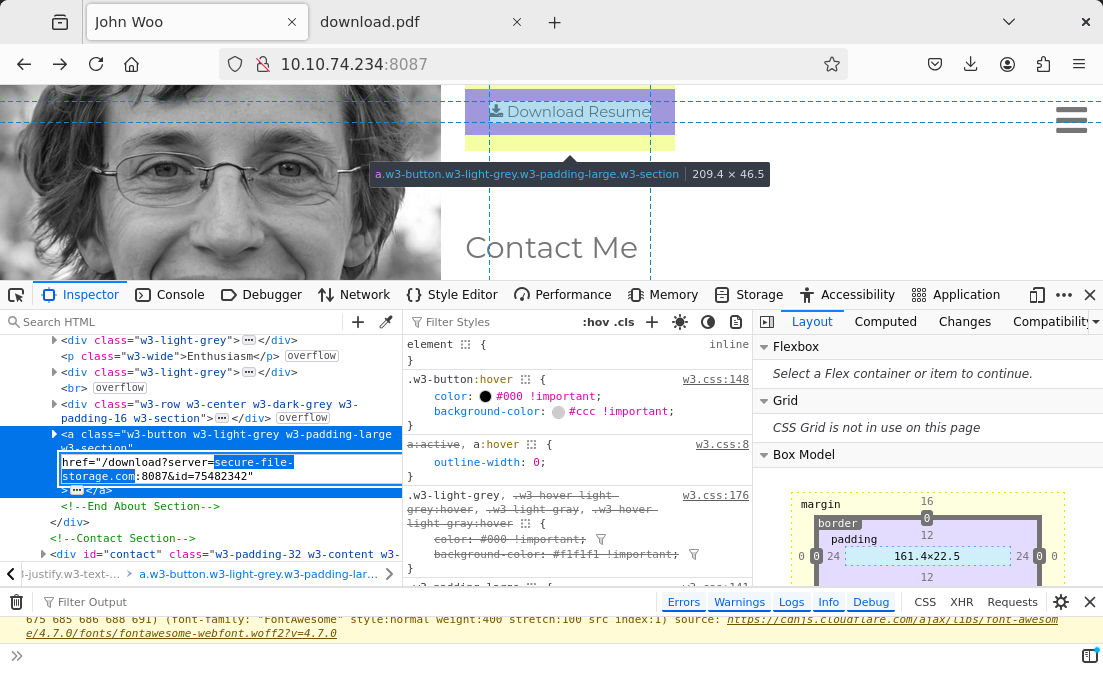 John Woo
download.pdf
10.10.74.234:8087
Download Resume
a.w3-button.w3-light-grey.w3-padding-large.w3-section 209.4 × 46.5
Contact Me
Inspector Console Debugger Network Style Editor Performance Memory Storage Accessibility Application
Search HTML
<div class="w3-light-grey"> </div>
<p class="w3-wide">Enthusiasm</p> overflow
<div class="w3-light-grey"> </div>
<br> overflow
<div class="w3-row w3-center w3-dark-grey w3-
padding-16 w3-section"> </div> overflow
<a class="w3-button w3-light-grey w3-padding-large
w3-section"
href="/download?server=secure-file-
storage.com:8087&id=75482342"
> </a>
<!--End About Section-->
</div>
<!--Contact Section-->
<div id="contact" class="w3-padding-32 w3-content w3-
-justify.w3-text-... a.w3-button.w3-light-grey.w3-padding-lar...
Filter Styles :hov .cls
element { inline
}
.w3-button:hover { w3.css:148
color: #000 !important;
background-color: #ccc !important;
}
a:active, a:hover { w3.css:8
outline-width: 0;
}
.w3-light-grey, .w3-hover-light- w3.css:176
grey:hover, .w3-light-gray, .w3-hover-
light-gray:hover {
color: #000 !important;
background-color: #f1f1f1 !important;
}
w3.css:141
Layout Computed Changes Compatibility
Flexbox
Select a Flex container or item to continue.
Grid
CSS Grid is not in use on this page
Box Model
margin 16
border 0
padding 12
0 0 24 161.4×22.5 24 0 0
12
Filter Output Errors Warnings Logs Info Debug CSS XHR Requests
675 685 686 688 691) (font-family: "FontAwesome" style:normal weight:400 stretch:100 src index:1) source: https://cdnjs.cloudflare.com/ajax/libs/font-awesom
e/4.7.0/fonts/fontawesome-webfont.woff2?v=4.7.0